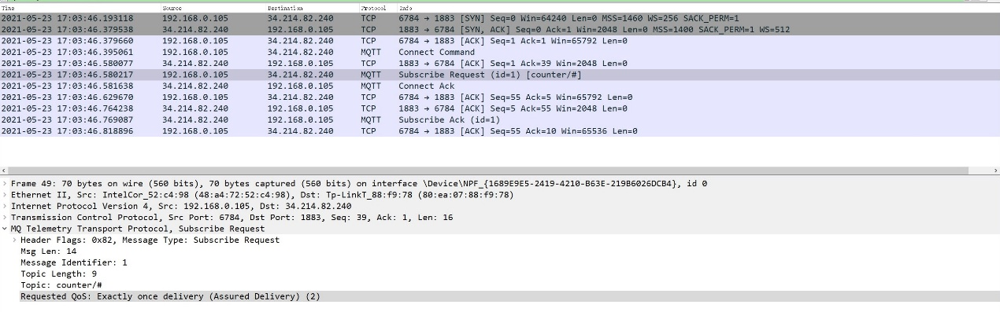 Time Source Destination Protocol Info
2021-05-23 17:03:46.193118 192.168.0.105 34.214.82.240 TCP 6784 → 1883 [SYN] Seq=0 Win=64240 Len=0 MSS=1460 WS=256 SACK_PERM=1
2021-05-23 17:03:46.379538 34.214.82.240 192.168.0.105 TCP 1883 → 6784 [SYN, ACK] Seq=0 Ack=1 Win=2048 Len=0 MSS=1400 SACK_PERM=1 WS=512
2021-05-23 17:03:46.379660 192.168.0.105 34.214.82.240 TCP 6784 → 1883 [ACK] Seq=1 Ack=1 Win=65792 Len=0
2021-05-23 17:03:46.395061 192.168.0.105 34.214.82.240 MQTT Connect Command
2021-05-23 17:03:46.580077 34.214.82.240 192.168.0.105 TCP 1883 → 6784 [ACK] Seq=1 Ack=39 Win=2048 Len=0
2021-05-23 17:03:46.580217 192.168.0.105 34.214.82.240 MQTT Subscribe Request (id=1) [counter/#]
2021-05-23 17:03:46.581638 34.214.82.240 192.168.0.105 MQTT Connect Ack
2021-05-23 17:03:46.629670 192.168.0.105 34.214.82.240 TCP 6784 → 1883 [ACK] Seq=55 Ack=5 Win=65792 Len=0
2021-05-23 17:03:46.764238 34.214.82.240 192.168.0.105 TCP 1883 → 6784 [ACK] Seq=5 Ack=55 Win=2048 Len=0
2021-05-23 17:03:46.769087 34.214.82.240 192.168.0.105 MQTT Subscribe Ack (id=1)
2021-05-23 17:03:46.818896 192.168.0.105 34.214.82.240 TCP 6784 → 1883 [ACK] Seq=55 Ack=10 Win=65536 Len=0
Frame 49: 70 bytes on wire (560 bits), 70 bytes captured (560 bits) on interface \Device\NPF_{1689E9E5-2419-4210-B63E-219B6026DCB4}, id 0
Ethernet II, Src: IntelCor_52:c4:98 (48:a4:72:52:c4:98), Dst: Tp-LinkT_88:f9:78 (80:ea:07:88:f9:78)
Internet Protocol Version 4, Src: 192.168.0.105, Dst: 34.214.82.240
Transmission Control Protocol, Src Port: 6784, Dst Port: 1883, Seq: 39, Ack: 1, Len: 16
MQ Telemetry Transport Protocol, Subscribe Request
Header Flags: 0x82, Message Type: Subscribe Request
Msg Len: 14
Message Identifier: 1
Topic Length: 9
Topic: counter/#
Requested QoS: Exactly once delivery (Assured Delivery) (2)